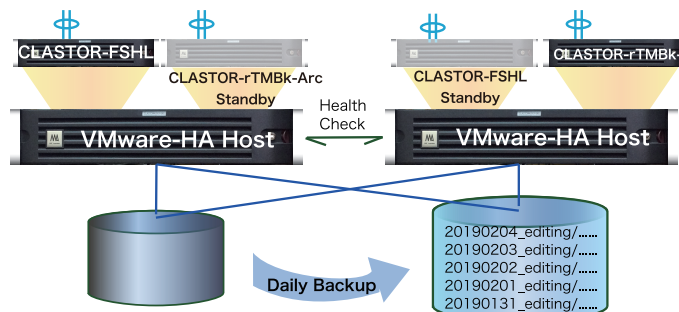 CLASTOR-FSHL
CLASTOR-rTMBk-Arc
Standby
CLASTOR-FSHL
Standby
CLASTOR-rTMBk-
Health
Check
VMware-HA Host
VMware-HA Host
20190204_editing/......
20190203_editing/......
20190202_editing/......
20190201_editing/......
20190131_editing/......
Daily Backup